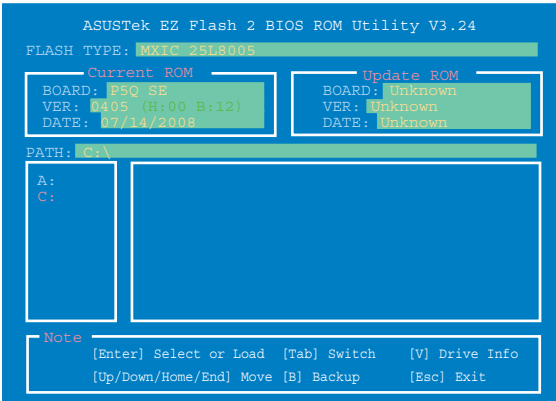 ASUSTek EZ Flash 2 BIOS ROM Utility V3.24
FLASH TYPE: MXIC 25L8005
Current ROM
BOARD: P5Q SE
VER: 0405 (H:00 B:12)
DATE: 07/14/2008
Update ROM
BOARD: Unknown
VER: Unknown
DATE: Unknown
PATH: C:\
A:
C:
Note
[Enter] Select or Load [Tab] Switch [V] Drive Info
[Up/Down/Home/End] Move [B] Backup [Esc] Exit